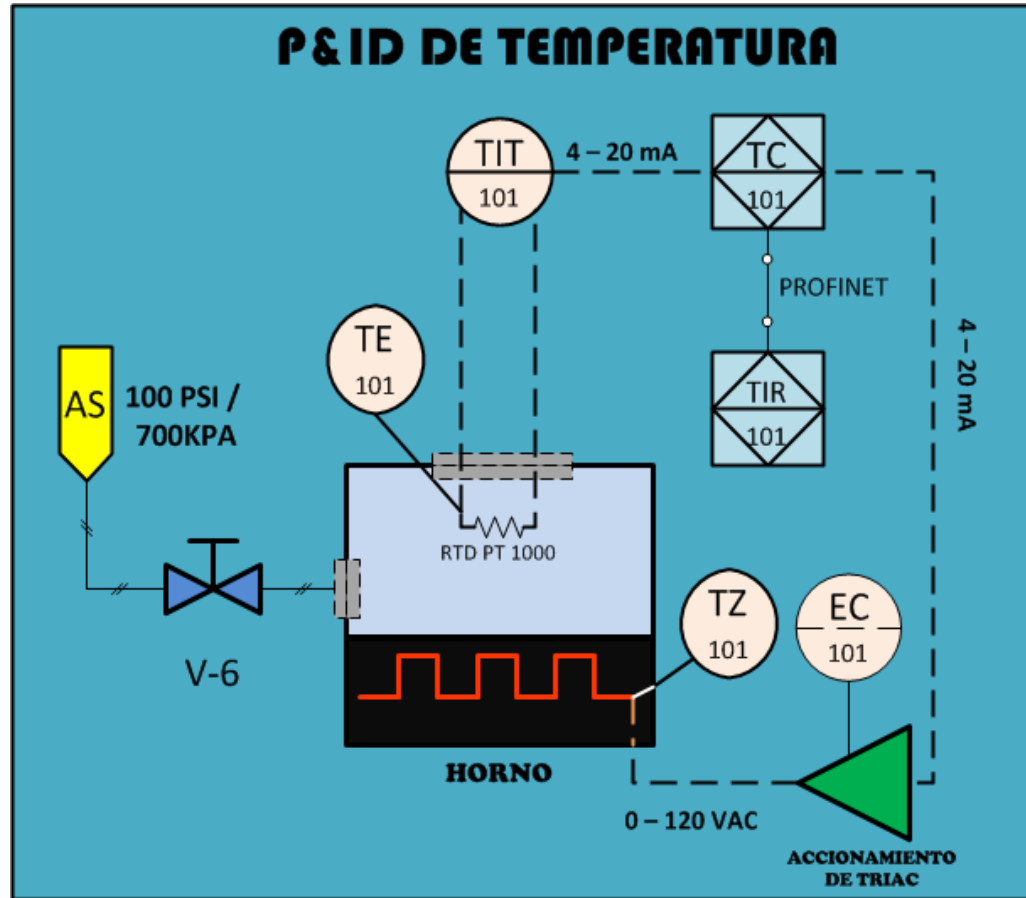 P&ID DE TEMPERATURA
TIT
101
4 – 20 mA
TC
101
PROFINET
4 – 20 mA
TE
101
TIR
101
AS
100 PSI /
700KPA
RTD PT 1000
TZ
101
EC
101
V-6
HORNO
0 – 120 VAC
ACCIONAMIENTO
DE TRIAC